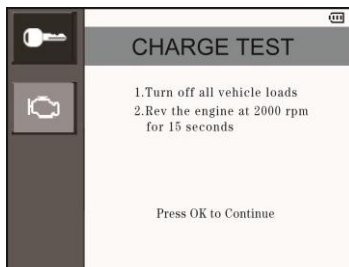 CHARGE TEST
1.Turn off all vehicle loads
2.Rev the engine at 2000 rpm
for 15 seconds
Press OK to Continue